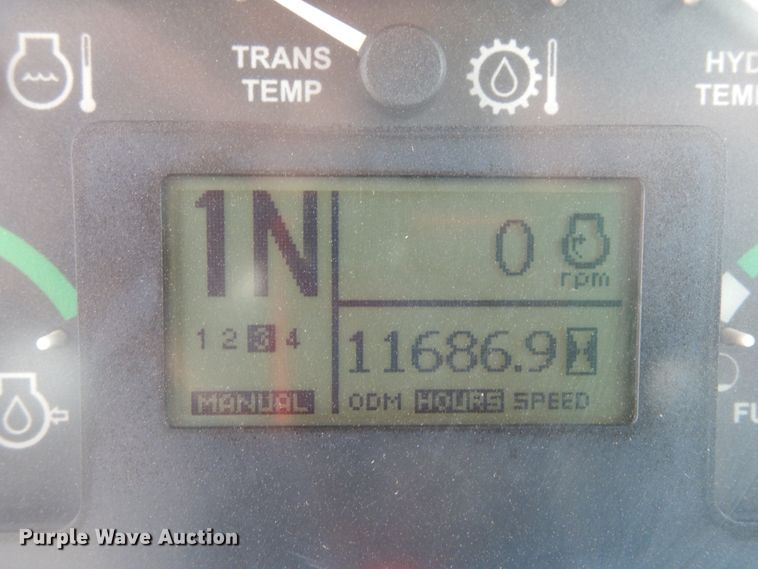 TRANS
TEMP
HYD
TEM
1N
0
rpm
1 2 3 4
11686.9
MANUAL
ODM HOURS SPEED
FU
Purple Wave Auction